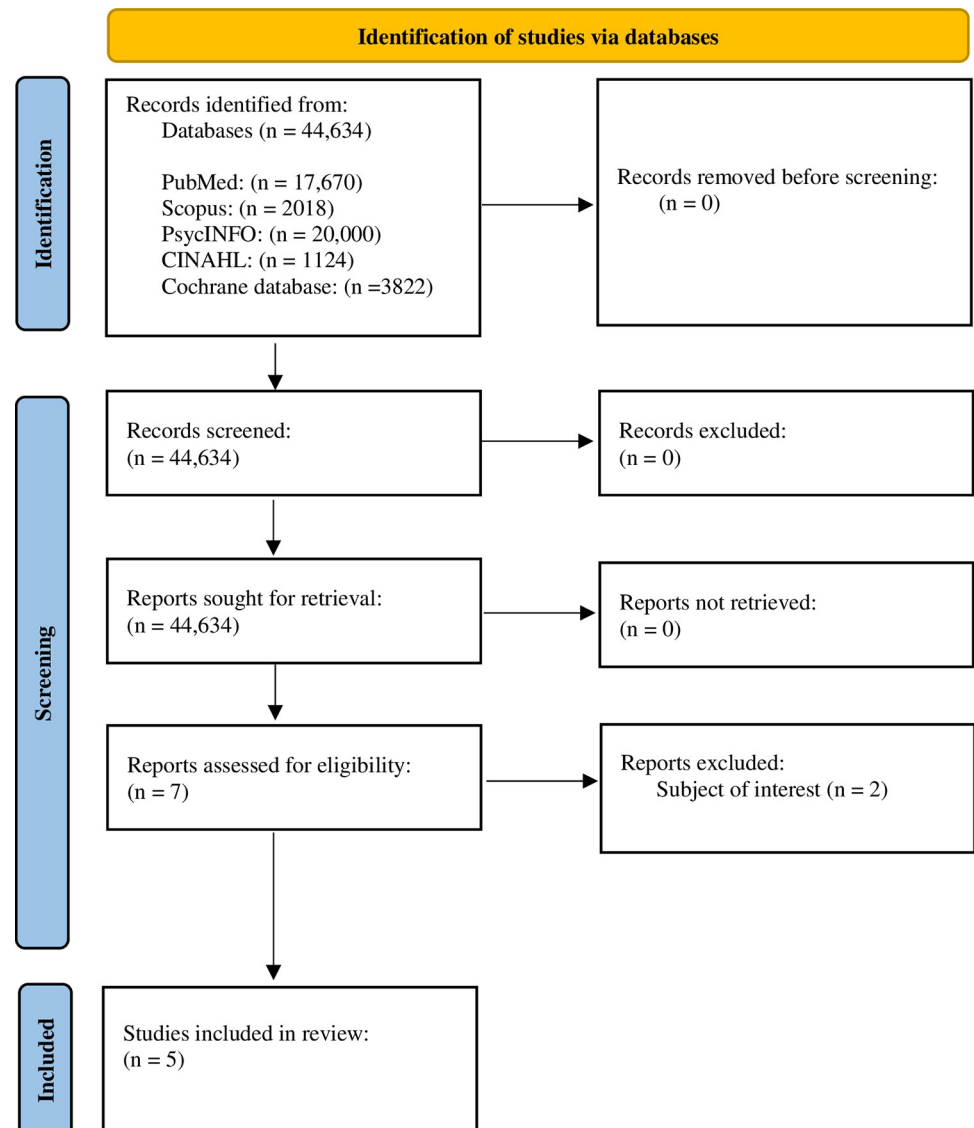 Identification of studies via databases
Identification
Records identified from:
Databases (n = 44,634)
PubMed: (n = 17,670)
Scopus: (n = 2018)
PsycINFO: (n = 20,000)
CINAHL: (n = 1124)
Cochrane database: (n =3822)
Records removed before screening:
(n = 0)
Screening
Records screened:
(n = 44,634)
Records excluded:
(n = 0)
Reports sought for retrieval:
(n = 44,634)
Reports not retrieved:
(n = 0)
Reports assessed for eligibility:
(n = 7)
Reports excluded:
Subject of interest (n = 2)
Included
Studies included in review:
(n = 5)